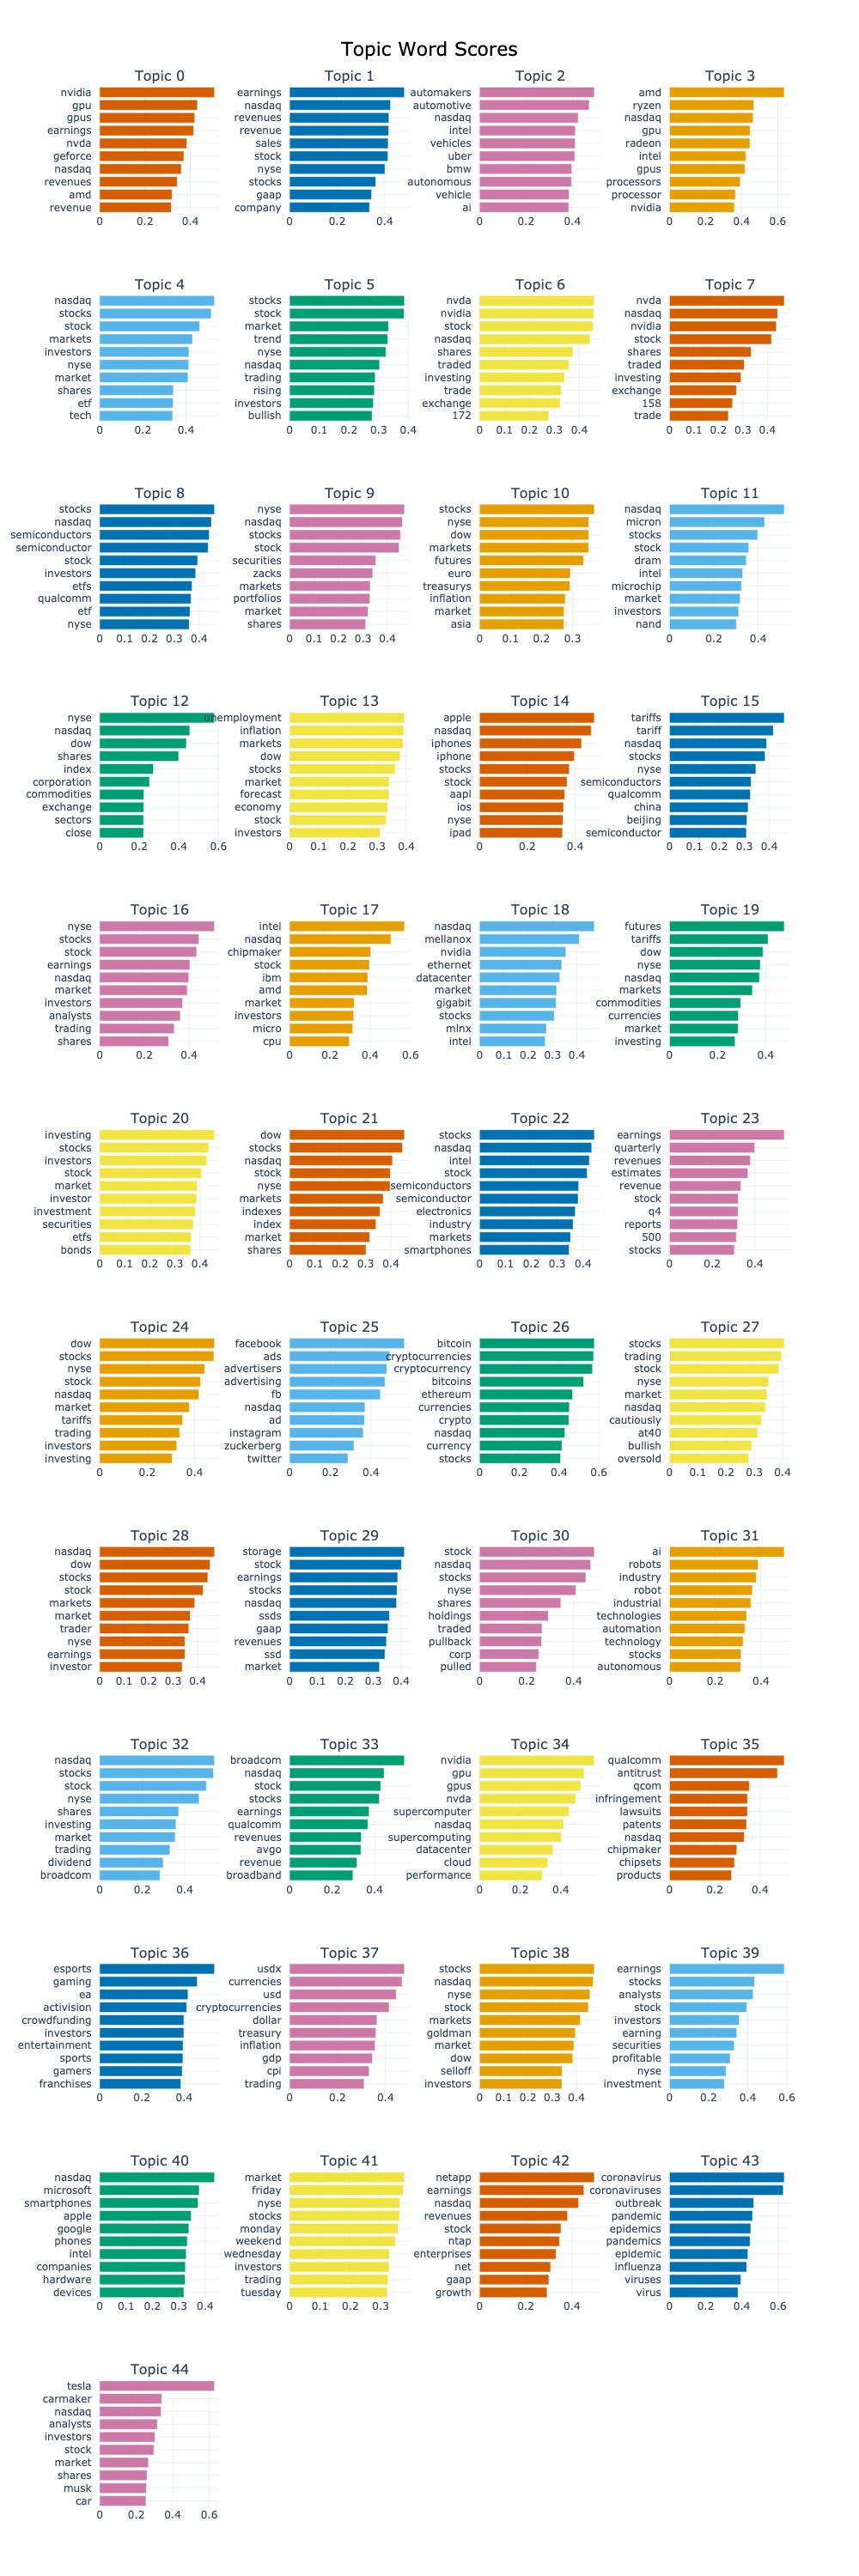 Topic Word Scores
Topic 0
nvidia
gpu
gpus
earnings
nvda
geforce
nasdaq
revenues
amd
revenue
0 0.2 0.4
Topic 1
earnings
nasdaq
revenues
revenue
sales
stock
nyse
stocks
gaap
company
0 0.2 0.4
Topic 2
automakers
automotive
nasdaq
intel
vehicles
uber
bmw
autonomous
vehicle
ai
0 0.2 0.4
Topic 3
amd
ryzen
nasdaq
gpu
radeon
intel
gpus
processors
processor
nvidia
0 0.2 0.4 0.6
Topic 4
nasdaq
stocks
stock
markets
investors
nyse
market
shares
etf
tech
0 0.2 0.4
Topic 5
stocks
stock
market
trend
nyse
nasdaq
trading
rising
investors
bullish
0 0.1 0.2 0.3 0.4
Topic 6
nvda
nvidia
stock
nasdaq
shares
traded
investing
trade
exchange
172
0 0.1 0.2 0.3 0.4
Topic 7
nvda
nasdaq
nvidia
stock
shares
traded
investing
exchange
158
trade
0 0.1 0.2 0.3 0.4
Topic 8
stocks
nasdaq
semiconductors
semiconductor
stock
investors
etfs
qualcomm
etf
nyse
0 0.1 0.2 0.3 0.4
Topic 9
nyse
nasdaq
stocks
stock
securities
zacks
markets
portfolios
market
shares
0 0.1 0.2 0.3 0.4
Topic 10
stocks
nyse
dow
markets
futures
euro
treasurys
inflation
market
asia
0 0.1 0.2 0.3
Topic 11
nasdaq
micron
stocks
stock
dram
intel
microchip
market
investors
nand
0 0.2 0.4
Topic 12
nyse
nasdaq
dow
shares
index
corporation
commodities
exchange
sectors
close
0 0.2 0.4 0.6
Topic 13
unemployment
inflation
markets
dow
stocks
market
forecast
economy
stock
investors
0 0.1 0.2 0.3 0.4
Topic 14
apple
nasdaq
iphones
iphone
stocks
stock
aapl
ios
nyse
ipad
0 0.2 0.4
Topic 15
tariffs
tariff
nasdaq
stocks
nyse
semiconductors
qualcomm
china
beijing
semiconductor
0 0.1 0.2 0.3 0.4
Topic 16
nyse
stocks
stock
earnings
nasdaq
market
investors
analysts
trading
shares
0 0.2 0.4
Topic 17
intel
nasdaq
chipmaker
stock
ibm
amd
market
investors
micro
cpu
0 0.2 0.4 0.6
Topic 18
nasdaq
mellanox
nvidia
ethernet
datacenter
market
gigabit
stocks
mlnx
intel
0 0.1 0.2 0.3 0.4
Topic 19
futures
tariffs
dow
nyse
nasdaq
markets
commodities
currencies
market
investing
0 0.2 0.4
Topic 20
investing
stocks
investors
stock
market
investor
investment
securities
etfs
bonds
0 0.1 0.2 0.3 0.4
Topic 21
dow
stocks
nasdaq
stock
nyse
markets
indexes
index
market
shares
0 0.1 0.2 0.3 0.4
Topic 22
stocks
nasdaq
intel
stock
semiconductors
semiconductor
electronics
industry
markets
smartphones
0 0.1 0.2 0.3 0.4
Topic 23
earnings
quarterly
revenues
estimates
revenue
stock
q4
reports
500
stocks
0 0.2 0.4
Topic 24
dow
stocks
nyse
stock
nasdaq
market
tariffs
trading
investors
investing
0 0.2 0.4
Topic 25
facebook
ads
advertisers
advertising
fb
nasdaq
ad
instagram
zuckerberg
twitter
0 0.2 0.4
Topic 26
bitcoin
cryptocurrencies
cryptocurrency
bitcoins
ethereum
currencies
crypto
nasdaq
currency
stocks
0 0.2 0.4 0.6
Topic 27
stocks
trading
stock
nyse
market
nasdaq
cautiously
at40
bullish
oversold
0 0.1 0.2 0.3 0.4
Topic 28
nasdaq
dow
stocks
stock
markets
market
trader
nyse
earnings
investor
0 0.1 0.2 0.3 0.4
Topic 29
storage
stock
earnings
stocks
nasdaq
ssds
gaap
revenues
ssd
market
0 0.1 0.2 0.3 0.4
Topic 30
stock
nasdaq
stocks
nyse
shares
holdings
traded
pullback
corp
pulled
0 0.2 0.4
Topic 31
ai
robots
industry
robot
industrial
technologies
automation
technology
stocks
autonomous
0 0.2 0.4
Topic 32
nasdaq
stocks
stock
nyse
shares
investing
market
trading
dividend
broadcom
0 0.2 0.4
Topic 33
broadcom
nasdaq
stock
stocks
earnings
qualcomm
revenues
avgo
revenue
broadband
0 0.2 0.4
Topic 34
nvidia
gpu
gpus
nvda
supercomputer
nasdaq
supercomputing
datacenter
cloud
performance
0 0.2 0.4
Topic 35
qualcomm
antitrust
qcom
infringement
lawsuits
patents
nasdaq
chipmaker
chipsets
products
0 0.2 0.4
Topic 36
esports
gaming
ea
activision
crowdfunding
investors
entertainment
sports
gamers
franchises
0 0.2 0.4
Topic 37
usdx
currencies
usd
cryptocurrencies
dollar
treasury
inflation
gdp
cpi
trading
0 0.2 0.4
Topic 38
stocks
nasdaq
nyse
stock
markets
goldman
market
dow
selloff
investors
0 0.1 0.2 0.3 0.4
Topic 39
earnings
stocks
analysts
stock
investors
earning
securities
profitable
nyse
investment
0 0.2 0.4 0.6
Topic 40
nasdaq
microsoft
smartphones
apple
google
phones
intel
companies
hardware
devices
0 0.1 0.2 0.3 0.4
Topic 41
market
friday
nyse
stocks
monday
weekend
wednesday
investors
trading
tuesday
0 0.1 0.2 0.3
Topic 42
netapp
earnings
nasdaq
revenues
stock
ntap
enterprises
net
gaap
growth
0 0.2 0.4
Topic 43
coronavirus
coronaviruses
outbreak
pandemic
epidemics
pandemics
epidemic
influenza
viruses
virus
0 0.2 0.4 0.6
Topic 44
tesla
carmaker
nasdaq
analysts
investors
stock
market
shares
musk
car
0 0.2 0.4 0.6